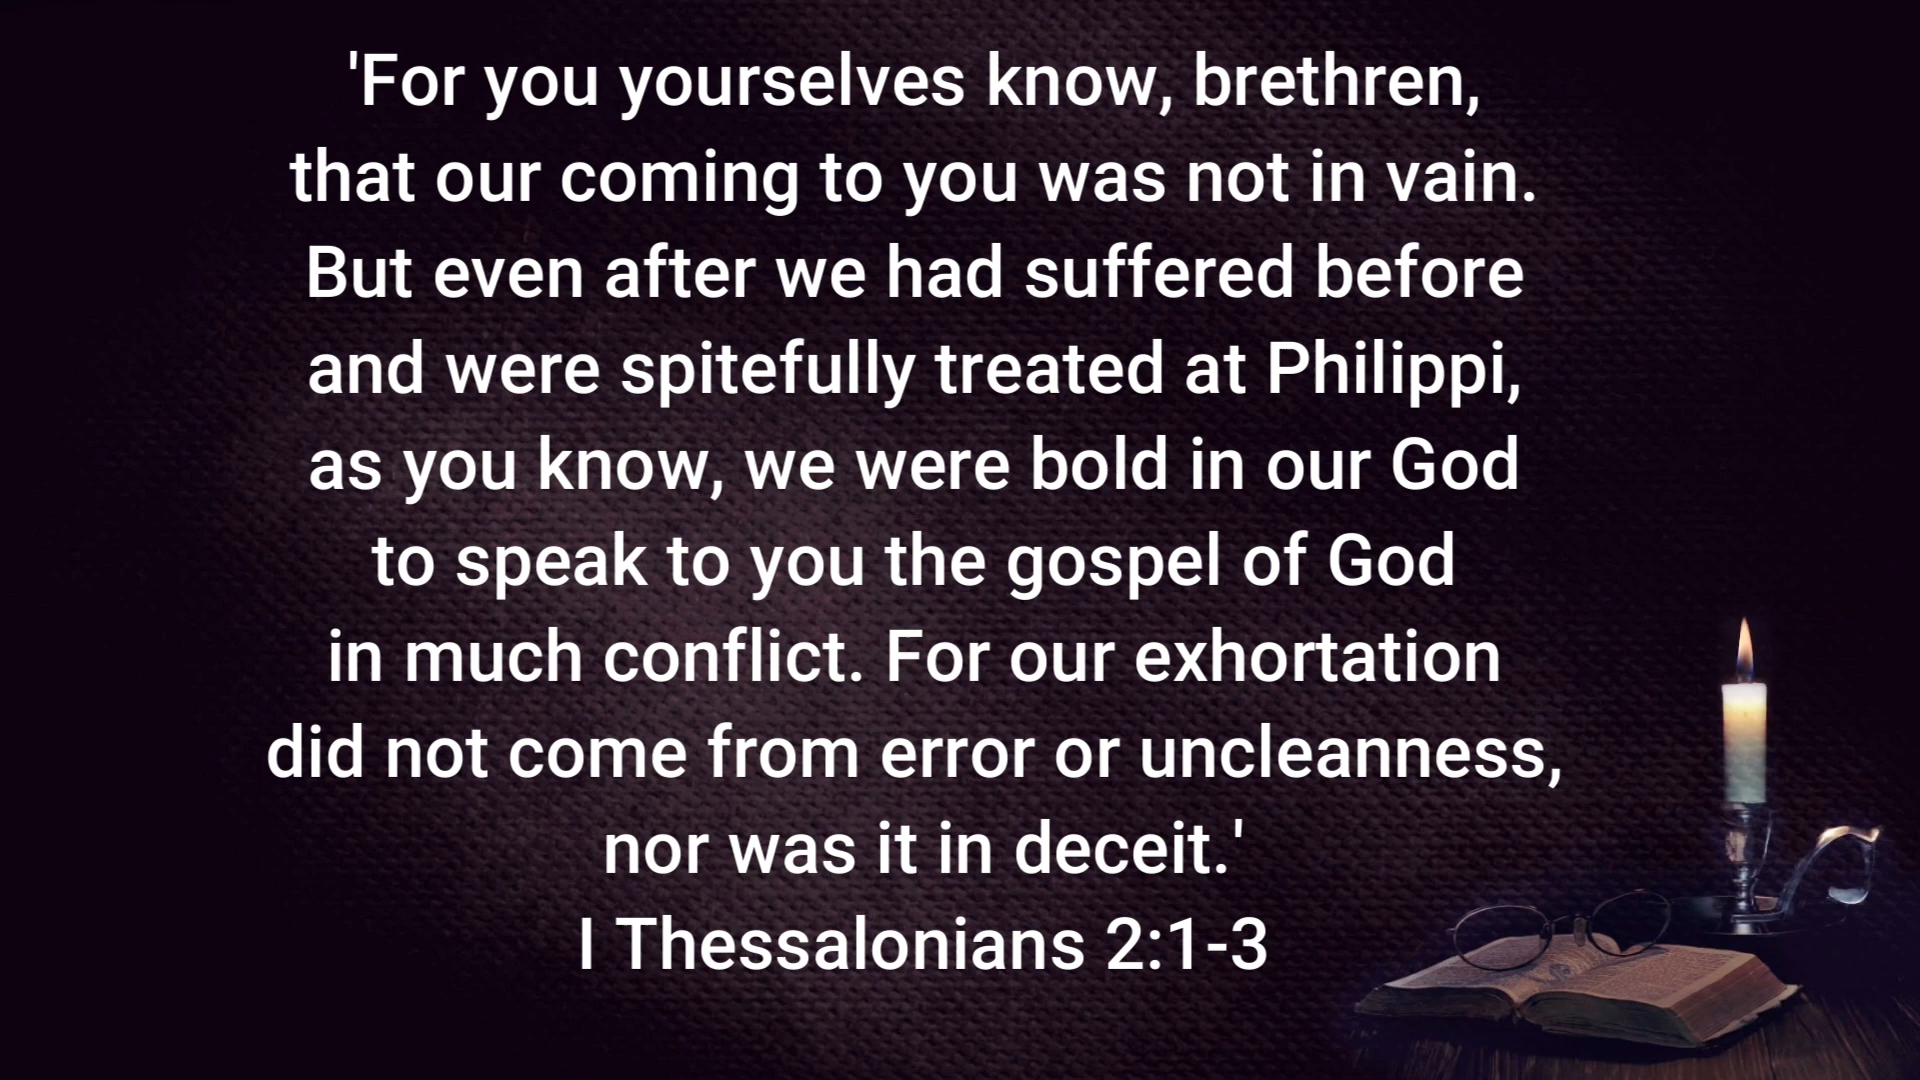 'For you yourselves know, brethren,
that our coming to you was not in vain.
But even after we had suffered before
and were spitefully treated at Philippi,
as you know, we were bold in our God
to speak to you the gospel of God
in much conflict. For our exhortation
did not come from error or uncleanness,
nor was it in deceit.'
I Thessalonians 2:1-3